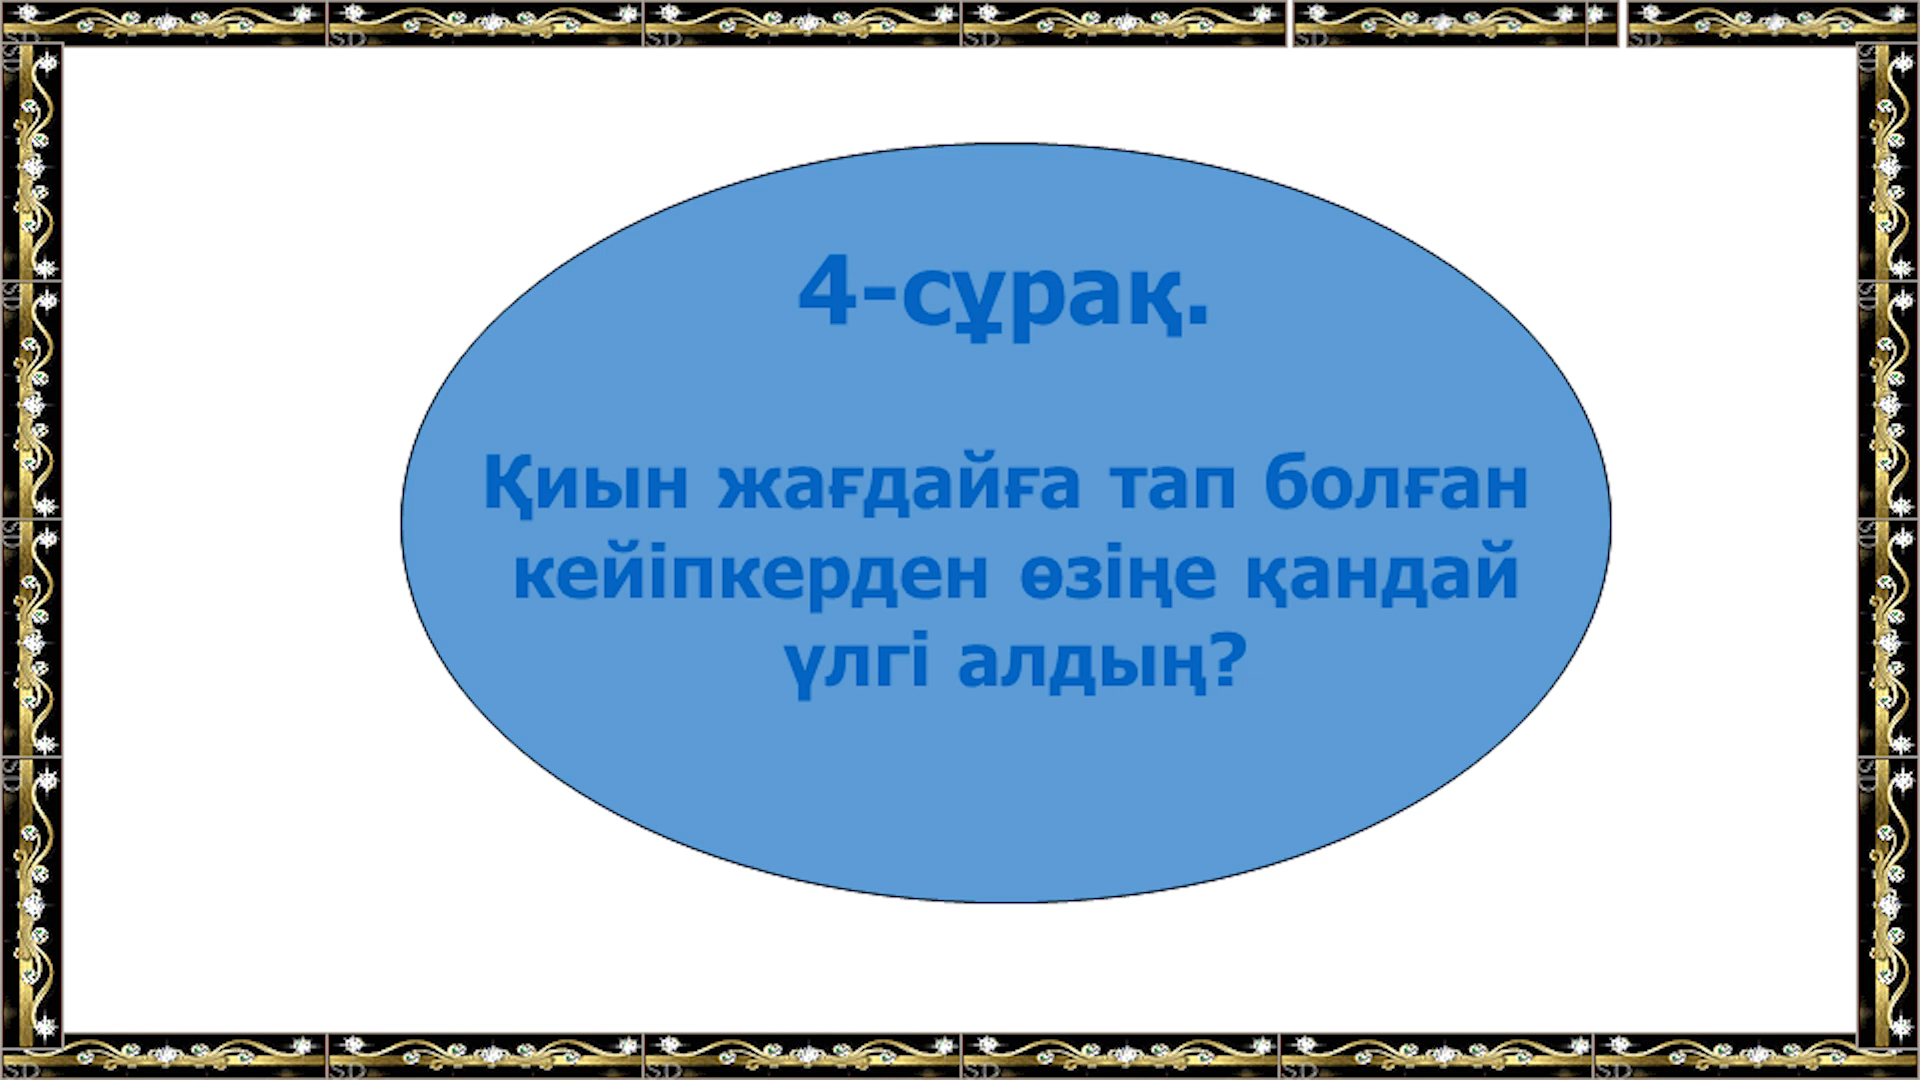 4-сұрақ.
Қиын жағдайға тап болған
кейіпкерден өзіңе қандай
үлгі алдың?